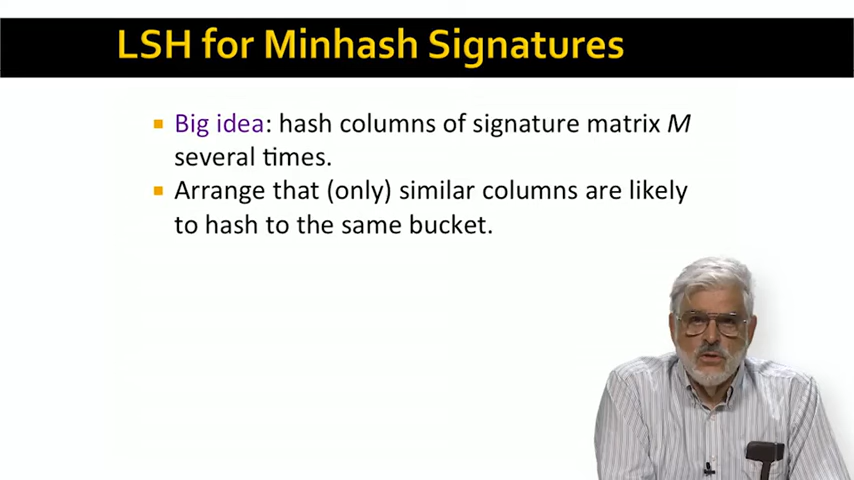 LSH for Minhash Signatures
Big idea: hash columns of signature matrix M
several times.
Arrange that (only) similar columns are likely
to hash to the same bucket.